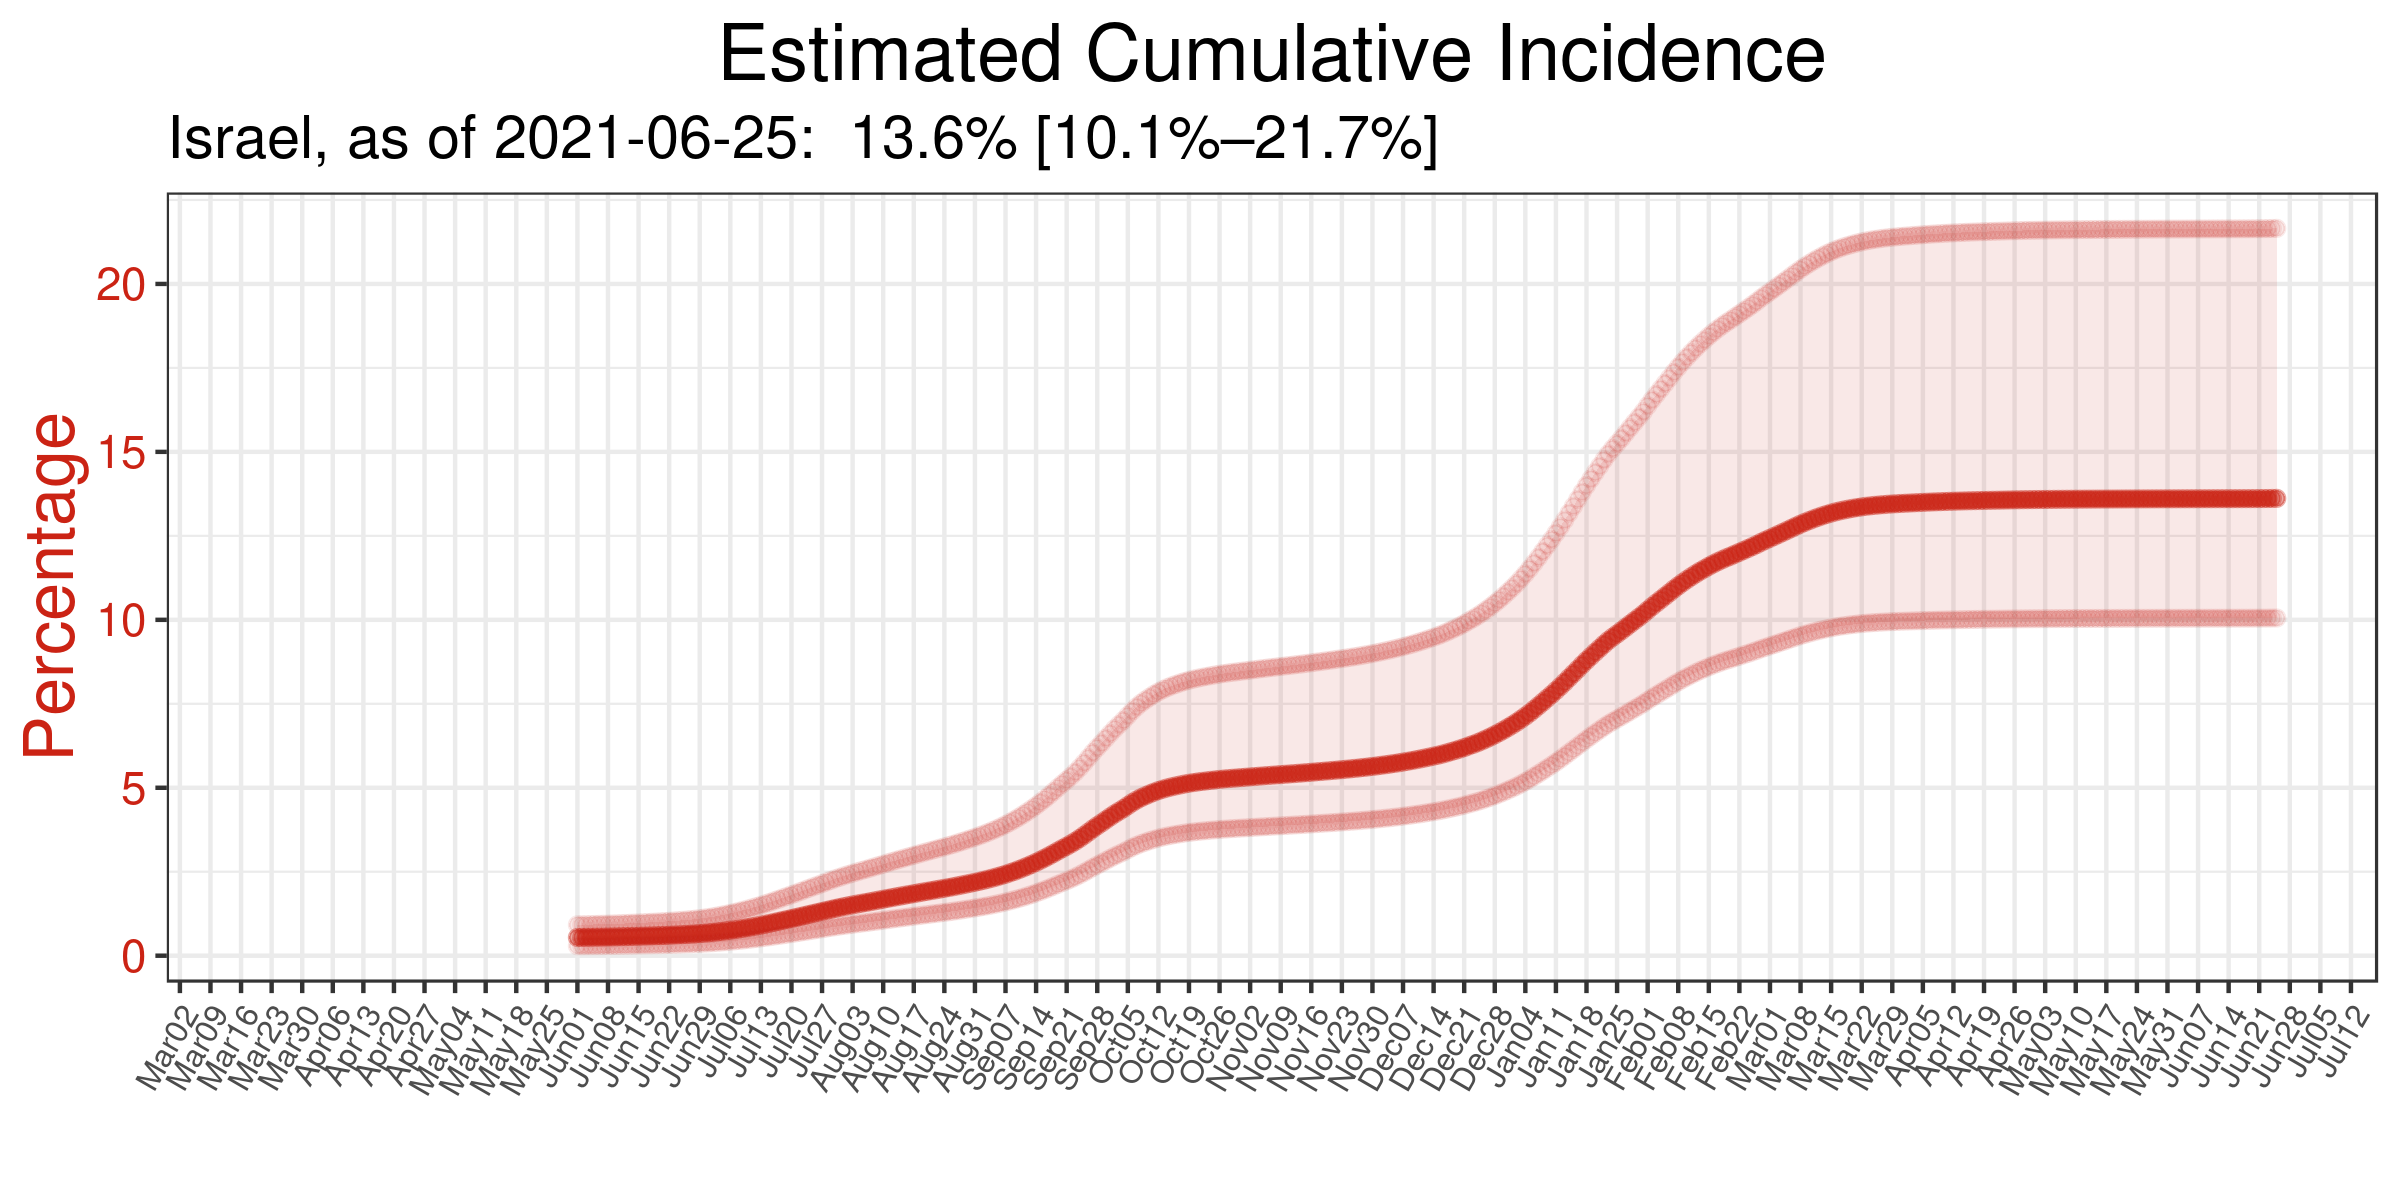 Estimated Cumulative Incidence
Israel, as of 2021-06-25:  13.6% [10.1%–21.7%]
Percentage
20
15
10
5
0
Mar02
Mar09
Mar16
Mar23
Mar30
Apr06
Apr13
Apr20
Apr27
May04
May11
May18
May25
Jun01
Jun08
Jun15
Jun22
Jun29
Jul06
Jul13
Jul20
Jul27
Aug03
Aug10
Aug17
Aug24
Aug31
Sep07
Sep14
Sep21
Sep28
Oct05
Oct12
Oct19
Oct26
Nov02
Nov09
Nov16
Nov23
Nov30
Dec07
Dec14
Dec21
Dec28
Jan04
Jan11
Jan18
Jan25
Feb01
Feb08
Feb15
Feb22
Mar01
Mar08
Mar15
Mar22
Mar29
Apr05
Apr12
Apr19
Apr26
May03
May10
May17
May24
May31
Jun07
Jun14
Jun21
Jun28
Jul05
Jul12